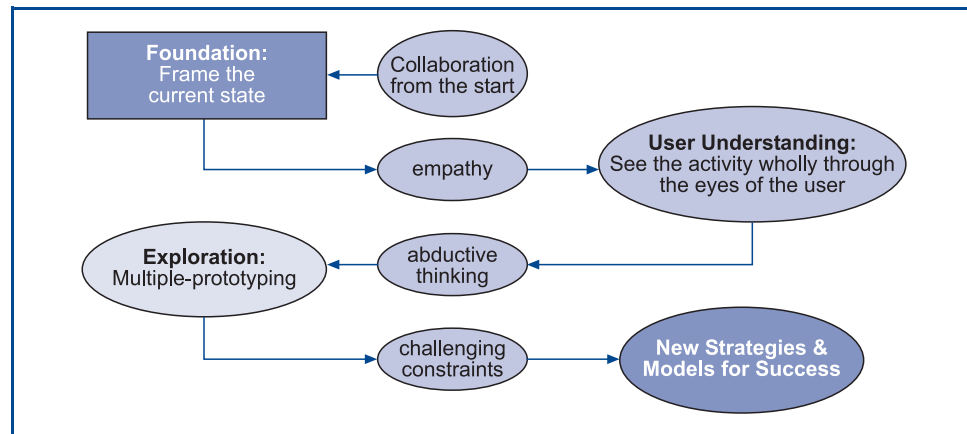 Foundation:
Frame the
current state
Collaboration
from the start
empathy
User Understanding:
See the activity wholly through
the eyes of the user
abductive
thinking
Exploration:
Multiple-prototyping
challenging
constraints
New Strategies &
Models for Success